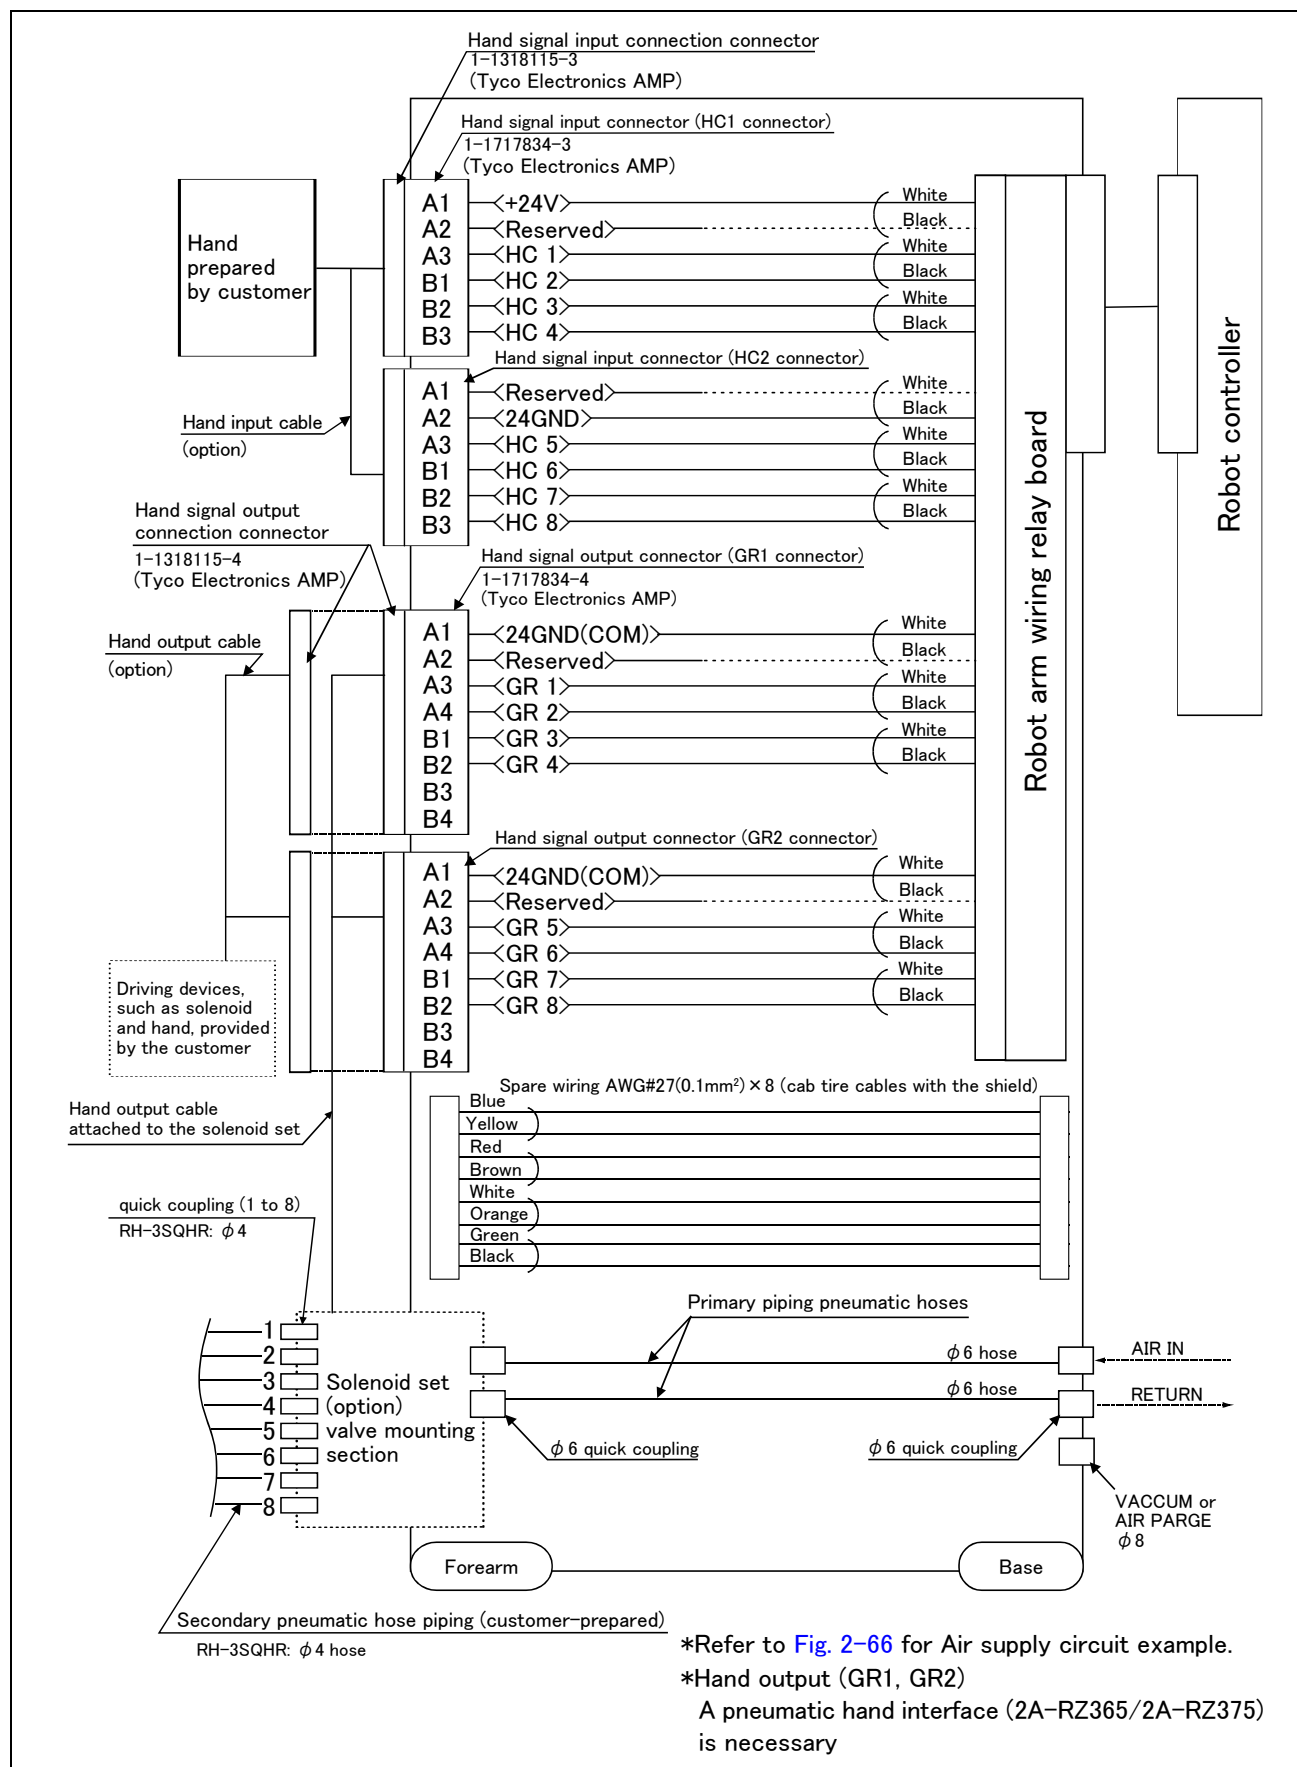 Hand signal input connection connector
1-1318115-3
(Tyco Electronics AMP)
Hand signal input connector (HC1 connector)
1-1717834-3
(Tyco Electronics AMP)
Hand
prepared
by customer
A1 <+24V> White
A2 <Reserved> Black
A3 <HC 1> White
B1 <HC 2> Black
B2 <HC 3> White
B3 <HC 4> Black
Hand signal input connector (HC2 connector)
A1 <Reserved> White
A2 <24GND> Black
A3 <HC 5> White
B1 <HC 6> Black
B2 <HC 7> White
B3 <HC 8> Black
Hand input cable
(option)
Robot arm wiring relay board
Robot controller
Hand signal output
connection connector
1-1318115-4
(Tyco Electronics AMP)
Hand signal output connector (GR1 connector)
1-1717834-4
(Tyco Electronics AMP)
Hand output cable
(option)
A1 <24GND(COM)> White
A2 <Reserved> Black
A3 <GR 1> White
A4 <GR 2> Black
B1 <GR 3> White
B2 <GR 4> Black
B3
B4
Hand signal output connector (GR2 connector)
A1 <24GND(COM)> White
A2 <Reserved> Black
A3 <GR 5> White
A4 <GR 6> Black
B1 <GR 7> White
B2 <GR 8> Black
B3
B4
Driving devices,
such as solenoid
and hand, provided
by the customer
Hand output cable
attached to the solenoid set
Spare wiring AWG#27(0.1mm²)×8 (cab tire cables with the shield)
Blue
Yellow
Red
Brown
White
Orange
Green
Black
quick coupling (1 to 8)
RH-3SQHR: φ4
1
2
3
4
5
6
7
8
Solenoid set
(option)
valve mounting
section
Primary piping pneumatic hoses
φ6 hose
AIR IN
φ6 hose
RETURN
φ6 quick coupling
φ6 quick coupling
VACCUM or
AIR PARGE
φ8
Forearm
Base
Secondary pneumatic hose piping (customer-prepared)
RH-3SQHR: φ4 hose
*Refer to Fig. 2-66 for Air supply circuit example.
*Hand output (GR1, GR2)
A pneumatic hand interface (2A-RZ365/2A-RZ375)
is necessary